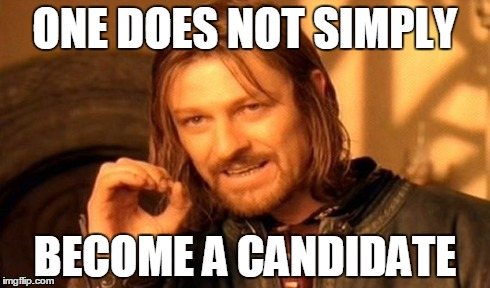 ONE DOES NOT SIMPLY
BECOME A CANDIDATE
imgflip.com